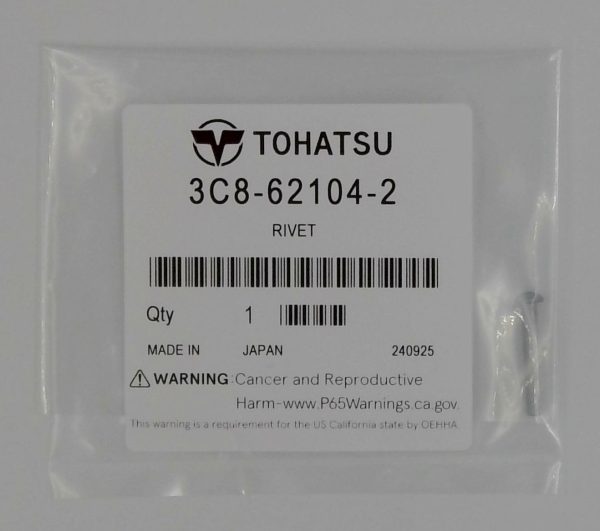 TOHATSU
3C8-62104-2
RIVET
Qty 1
MADE IN JAPAN 240925
⚠ WARNING:Cancer and Reproductive
Harm-www.P65Warnings.ca.gov.
This warning is a requirement for the US California state by OEHHA